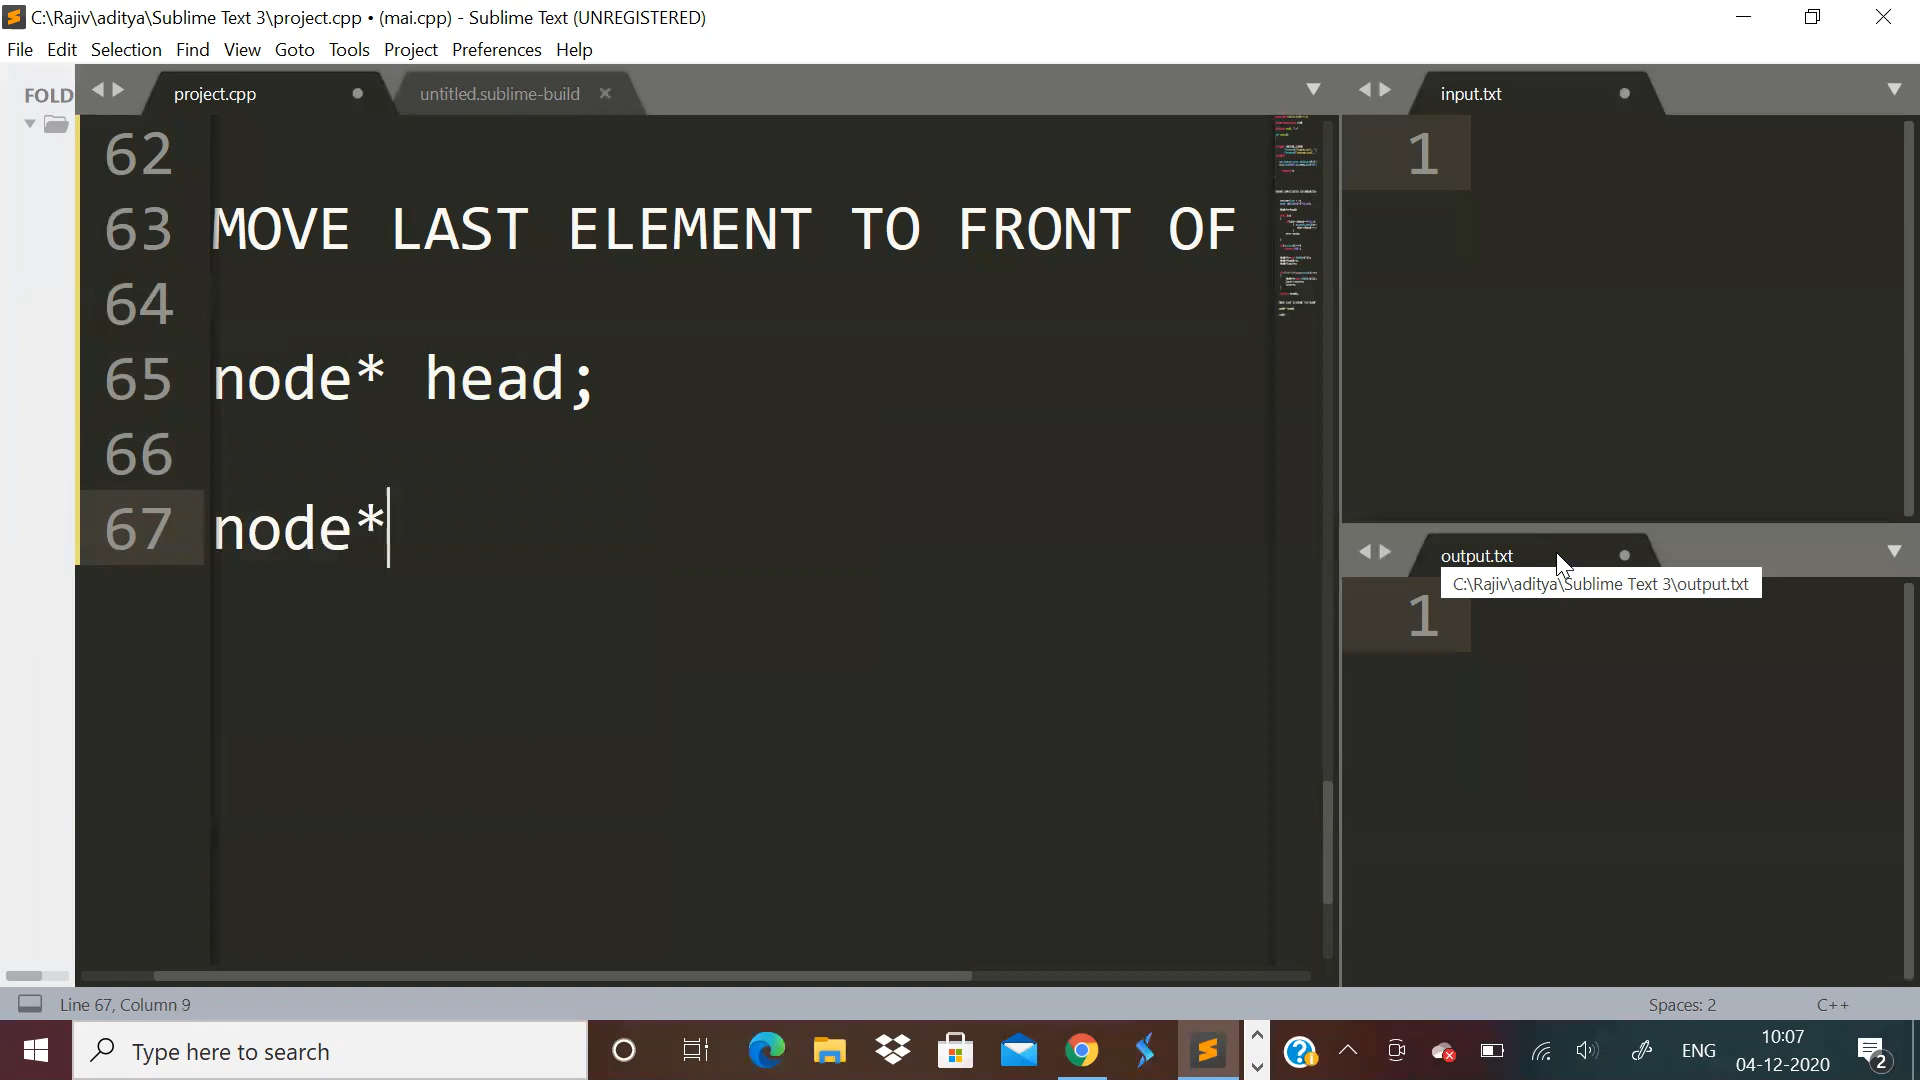 C:\Rajiv\aditya\Sublime Text 3\project.cpp • (mai.cpp) - Sublime Text (UNREGISTERED)
File Edit Selection Find View Goto Tools Project Preferences Help
FOLD
project.cpp
untitled.sublime-build
input.txt
62
63 MOVE LAST ELEMENT TO FRONT OF
64
65 node* head;
66
67 node*
1
output.txt
C:\Rajiv\aditya\Sublime Text 3\output.txt
1
Line 67, Column 9
Spaces: 2
C++
Type here to search
ENG
10:07
04-12-2020
2